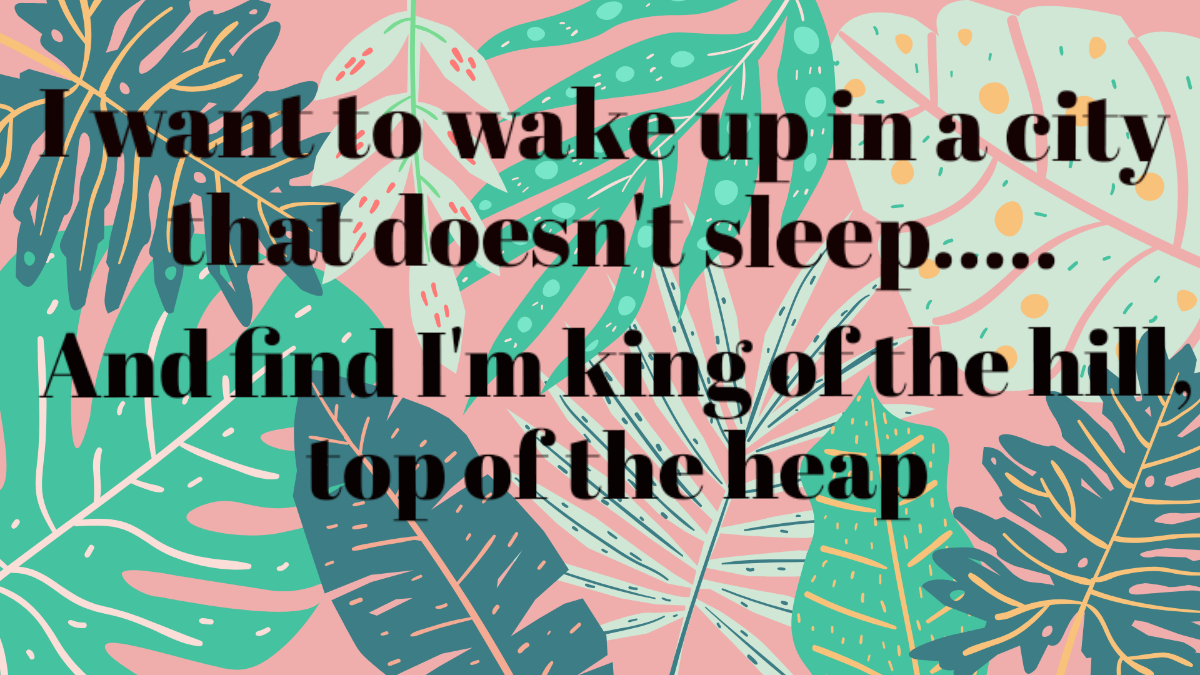 I want to wake up in a city
that doesn't sleep.....
And find I'm king of the hill,
top of the heap